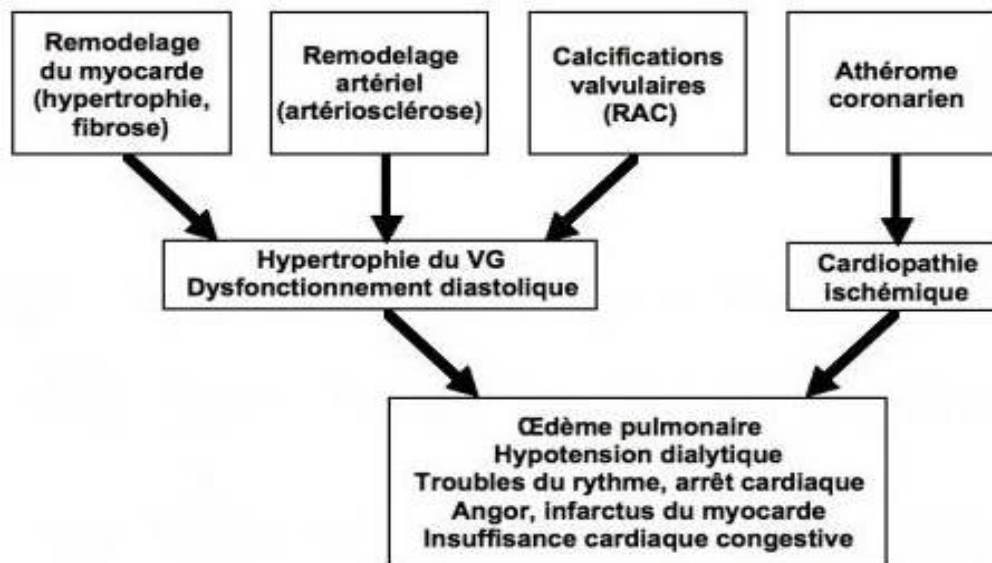 Remodelage
du myocarde
(hypertrophie,
fibrose)
Remodelage
artériel
(artériosclérose)
Calcifications
valvulaires
(RAC)
Athérome
coronarien
Hypertrophie du VG
Dysfonctionnement diastolique
Cardiopathie
ischémique
Œdème pulmonaire
Hypotension dialytique
Troubles du rythme, arrêt cardiaque
Angor, infarctus du myocarde
Insuffisance cardiaque congestive